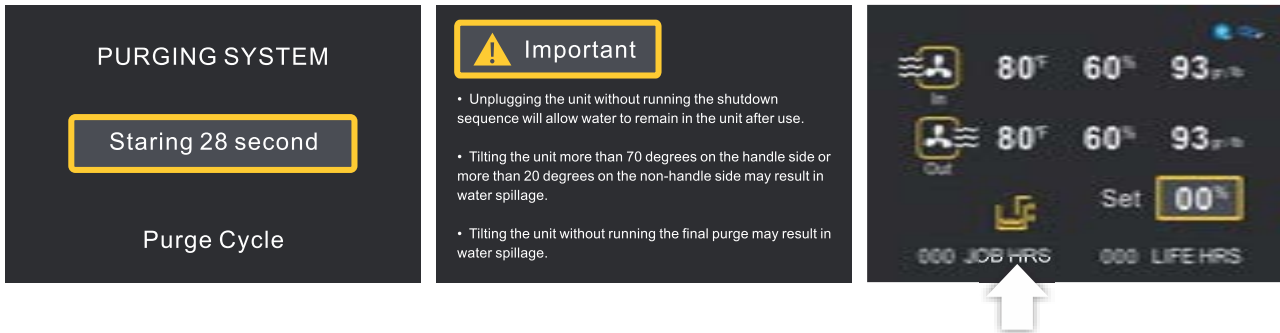 PURGING SYSTEM
Staring 28 second
Purge Cycle
Important
• Unplugging the unit without running the shutdown
sequence will allow water to remain in the unit after use.
• Tilting the unit more than 70 degrees on the handle side or
more than 20 degrees on the non-handle side may result in
water spillage.
• Tilting the unit without running the final purge may result in
water spillage.
80°F 60% 93
In
80°F 60% 93
Out
Set 00%
000 JOB HRS 000 LIFE HRS